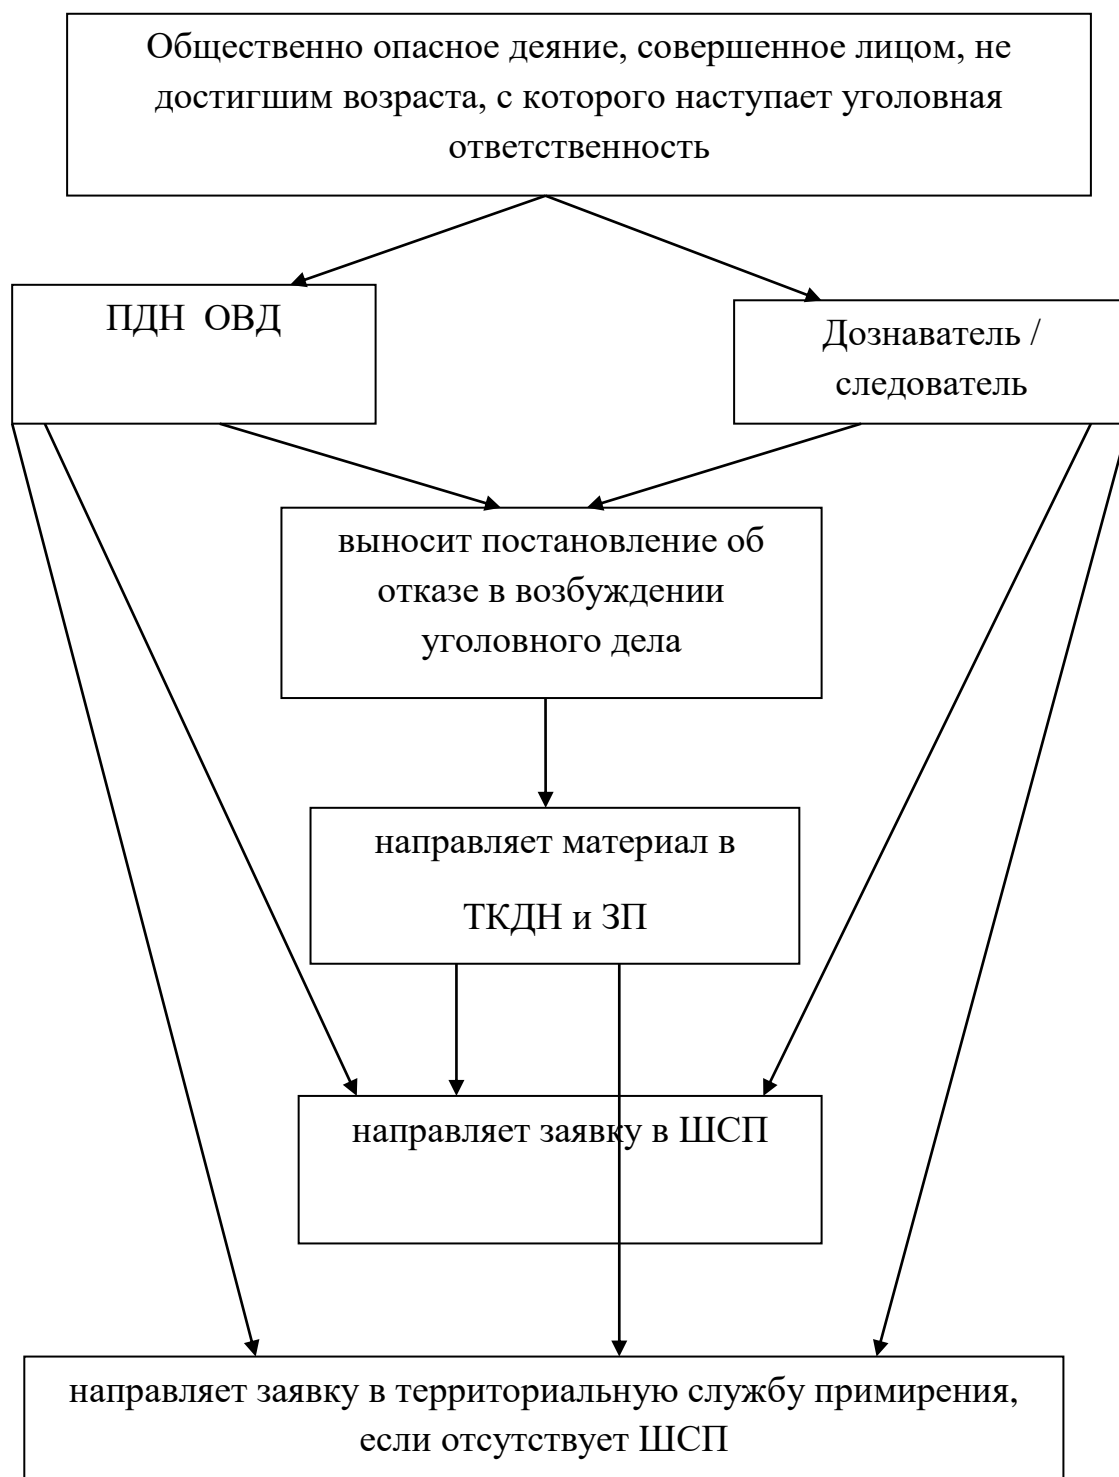 Общественно опасное деяние, совершенное лицом, не
достигшим возраста, с которого наступает уголовная
ответственность
ПДН ОВД
Дознаватель /
следователь
выносит постановление об
отказе в возбуждении
уголовного дела
направляет материал в
ТКДН и ЗП
направляет заявку в ШСП
направляет заявку в территориальную службу примирения,
если отсутствует ШСП